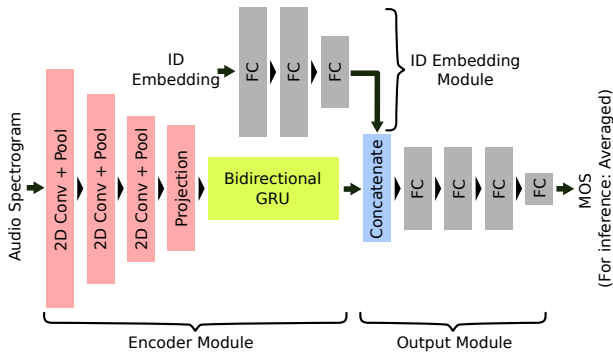 Audio Spectrogram
2D Conv + Pool
2D Conv + Pool
2D Conv + Pool
Projection
Bidirectional
GRU
Encoder Module
ID
Embedding
FC
FC
FC
ID Embedding
Module
Concatenate
FC
FC
FC
FC
Output Module
MOS
(For inference: Averaged)